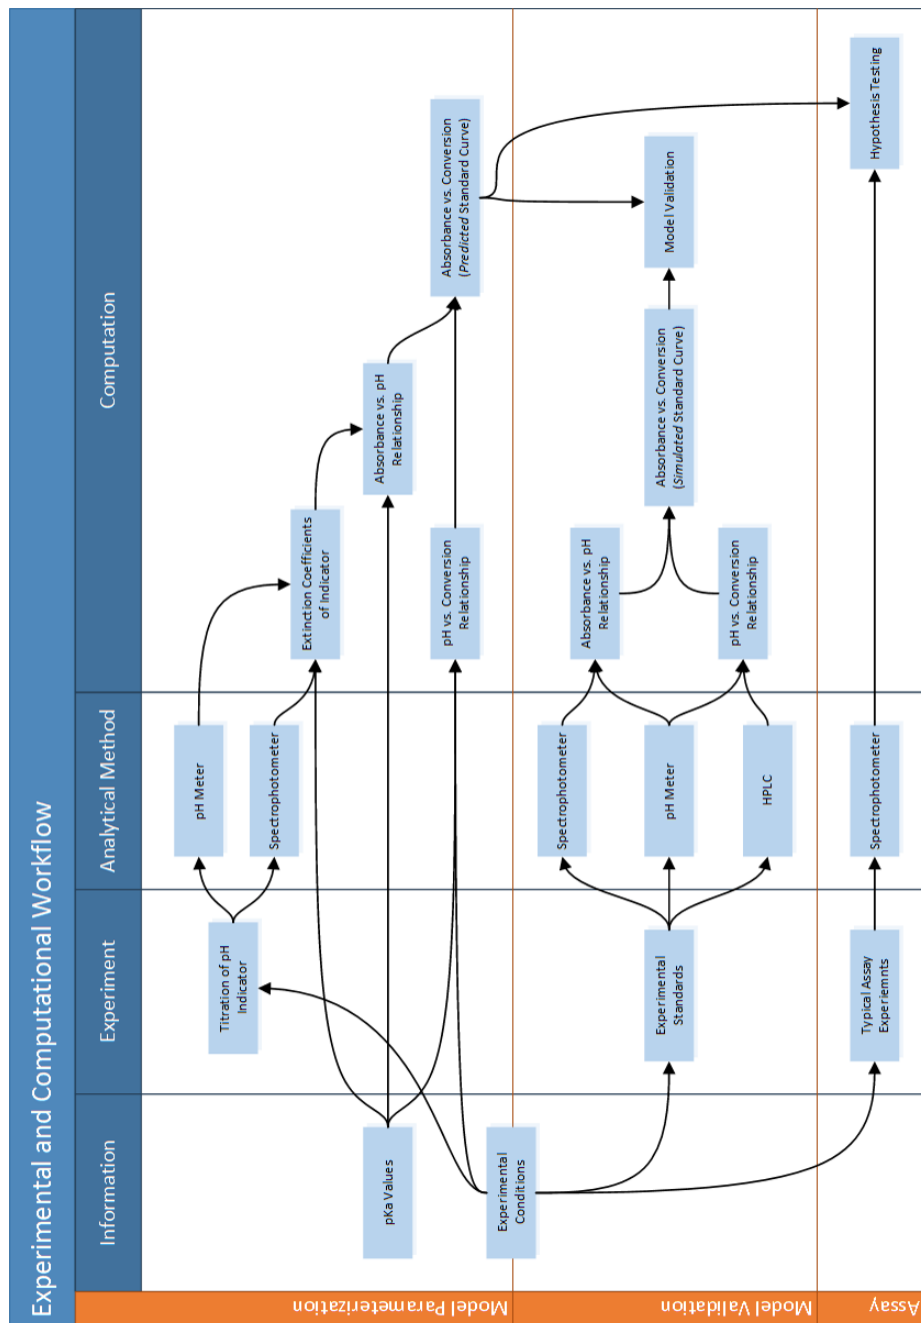 Experimental and Computational Workflow
Information
Experiment
Analytical Method
Computation
Model Parameterization
pKa Values
Experimental
Conditions
Titration of pH
Indicator
pH Meter
Spectrophotometer
Extinction Coefficients
of Indicator
Absorbance vs. pH
Relationship
pH vs. Conversion
Relationship
Absorbance vs. Conversion
(Predicted Standard Curve)
Model Validation
Experimental
Standards
Spectrophotometer
pH Meter
HPLC
Absorbance vs. pH
Relationship
pH vs. Conversion
Relationship
Absorbance vs. Conversion
(Simulated Standard Curve)
Model Validation
Assay
Typical Assay
Experiemnts
Spectrophotometer
Hypothesis Testing